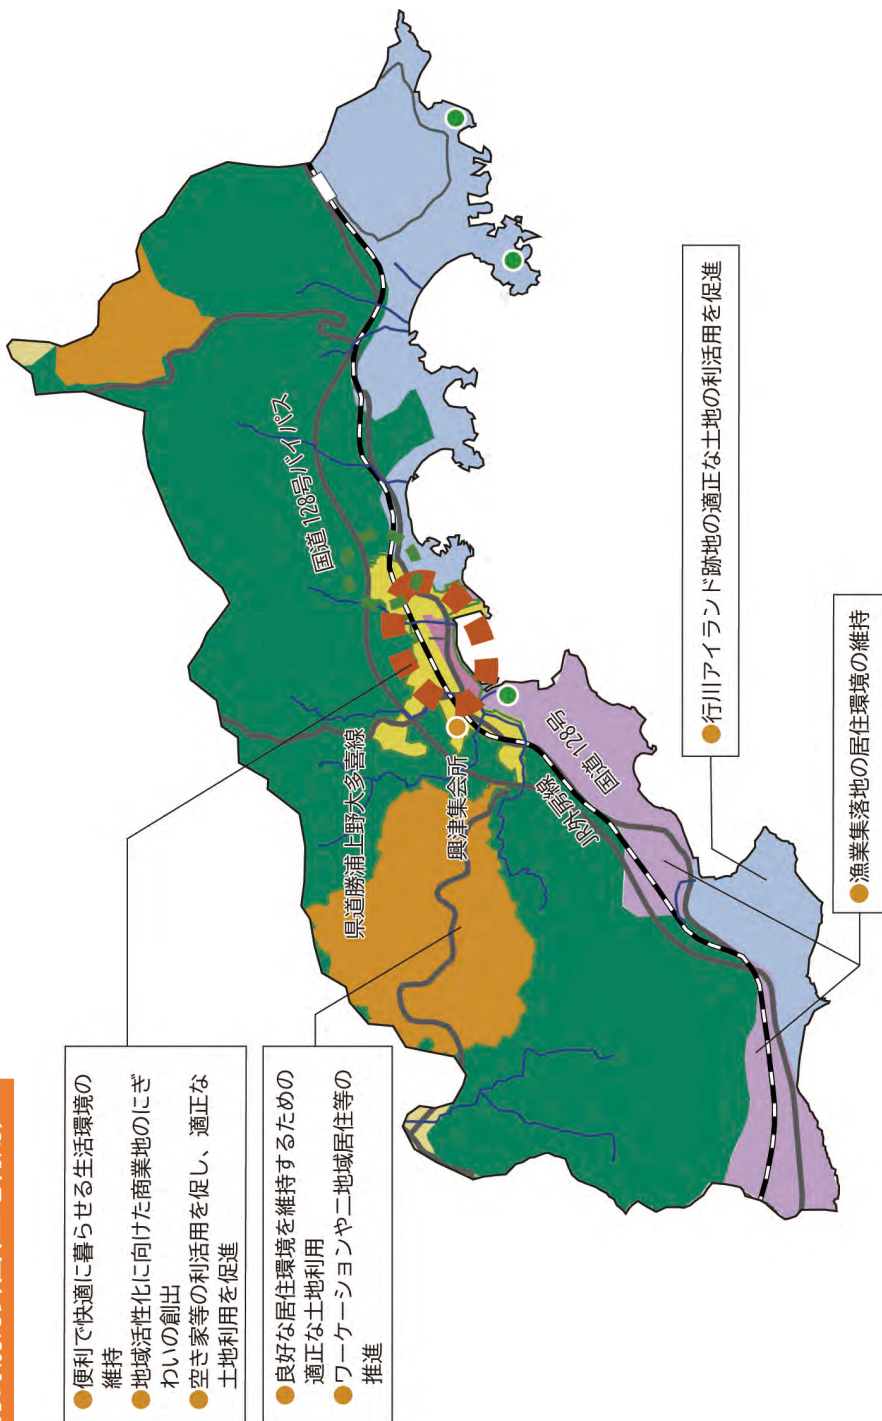 ●便利で快適に暮らせる生活環境の
維持
●地域活性化に向けた商業地のにぎ
わいの創出
●空き家等の利活用を促し、適正な
土地利用を促進
●良好な居住環境を維持するための
適正な土地利用
●ワーケーションや二地域居住等の
推進
国道128号バイパス
県道勝浦上野大多喜線
興津集会所
JR外房線
国道128号
●行川アイランド跡地の適正な土地の利活用を促進
●漁業集落地の居住環境の維持